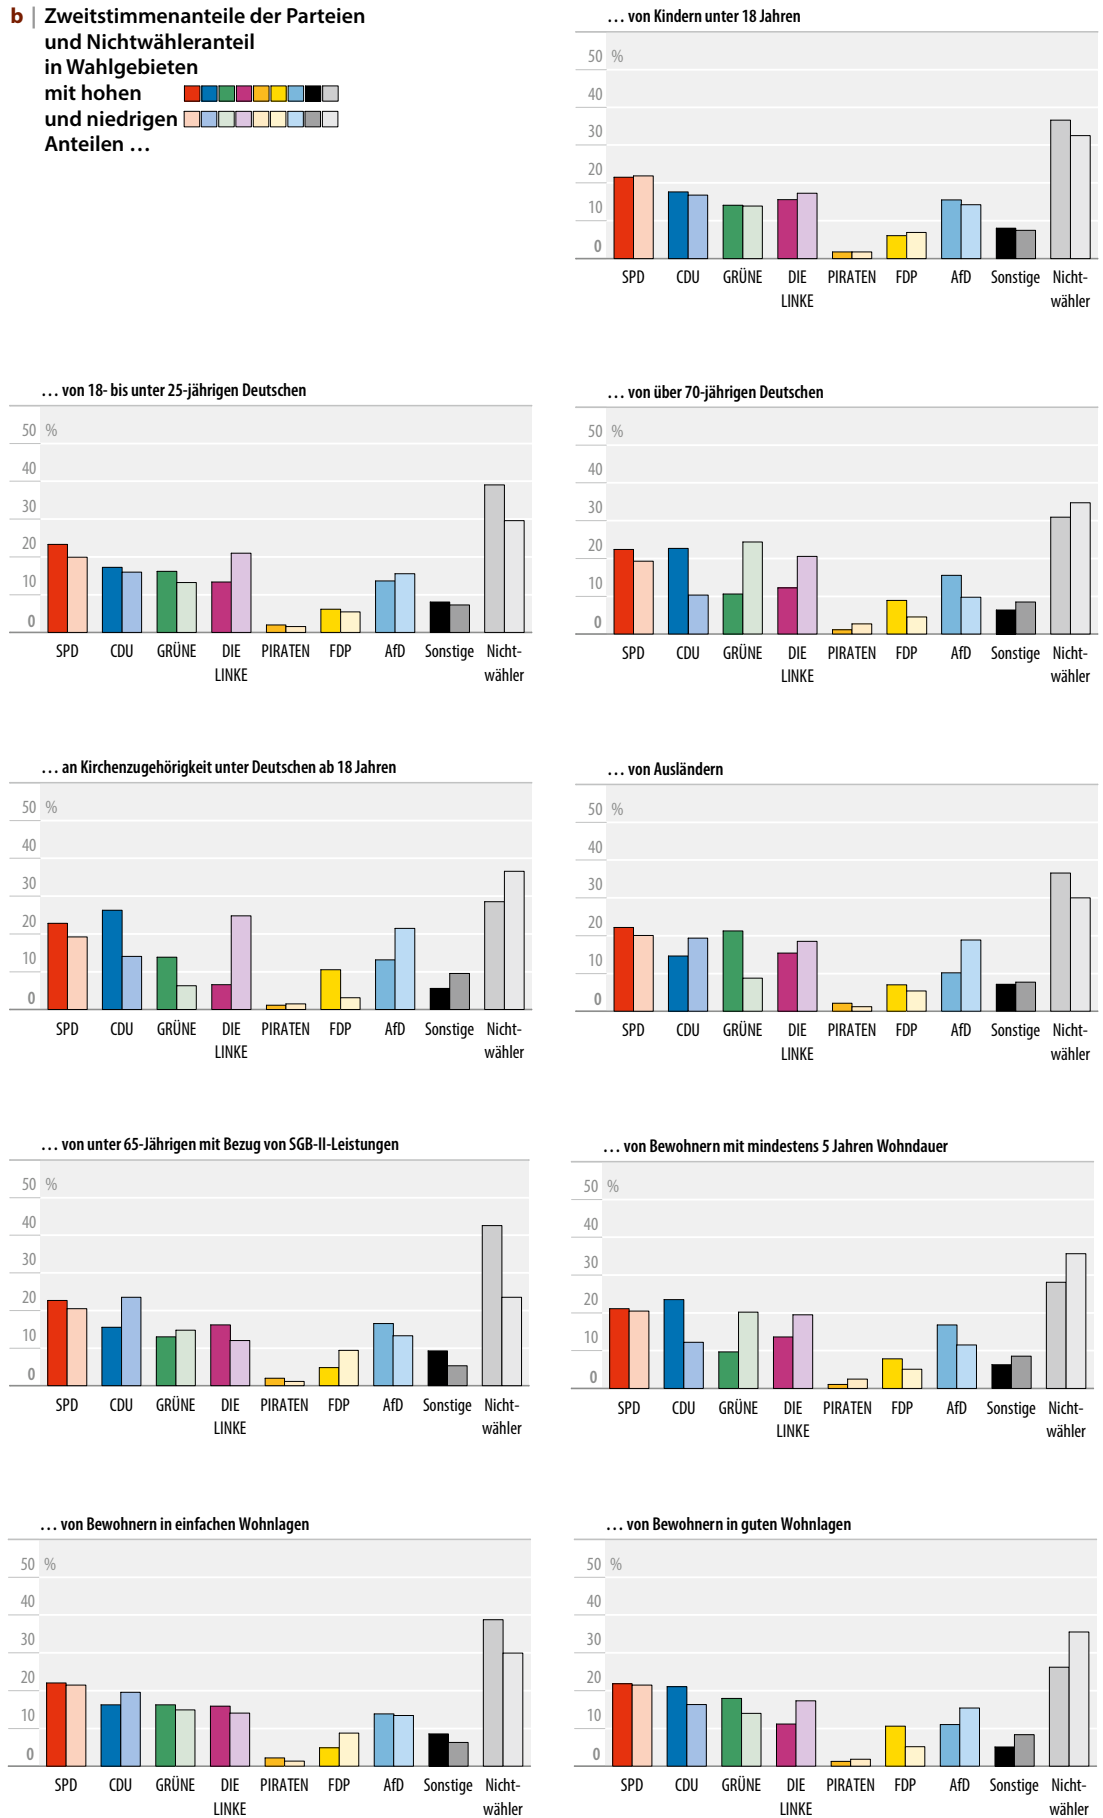 b | Zweitstimmenanteile der Parteien
und Nichtwähleranteil
in Wahlgebieten
mit hohen
und niedrigen
Anteilen …
… von Kindern unter 18 Jahren
50 %
40
30
20
10
0
SPD CDU GRÜNE DIE PIRATEN FDP AfD Sonstige Nicht-
LINKE wähler
… von 18- bis unter 25-jährigen Deutschen
50 %
40
30
20
10
0
SPD CDU GRÜNE DIE PIRATEN FDP AfD Sonstige Nicht-
LINKE wähler
… von über 70-jährigen Deutschen
50 %
40
30
20
10
0
SPD CDU GRÜNE DIE PIRATEN FDP AfD Sonstige Nicht-
LINKE wähler
… an Kirchenzugehörigkeit unter Deutschen ab 18 Jahren
50 %
40
30
20
10
0
SPD CDU GRÜNE DIE PIRATEN FDP AfD Sonstige Nicht-
LINKE wähler
… von Ausländern
50 %
40
30
20
10
0
SPD CDU GRÜNE DIE PIRATEN FDP AfD Sonstige Nicht-
LINKE wähler
… von unter 65-Jährigen mit Bezug von SGB-II-Leistungen
50 %
40
30
20
10
0
SPD CDU GRÜNE DIE PIRATEN FDP AfD Sonstige Nicht-
LINKE wähler
… von Bewohnern mit mindestens 5 Jahren Wohndauer
50 %
40
30
20
10
0
SPD CDU GRÜNE DIE PIRATEN FDP AfD Sonstige Nicht-
LINKE wähler
… von Bewohnern in einfachen Wohnlagen
50 %
40
30
20
10
0
SPD CDU GRÜNE DIE PIRATEN FDP AfD Sonstige Nicht-
LINKE wähler
… von Bewohnern in guten Wohnlagen
50 %
40
30
20
10
0
SPD CDU GRÜNE DIE PIRATEN FDP AfD Sonstige Nicht-
LINKE wähler